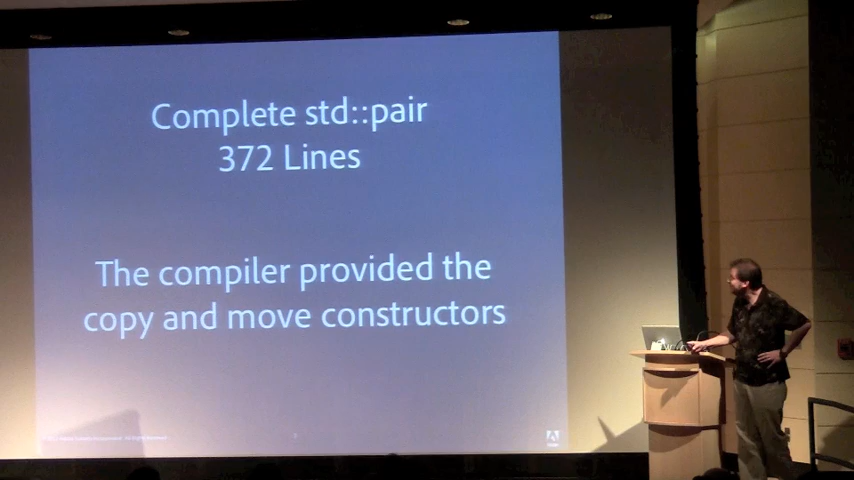 Complete std::pair
372 Lines
The compiler provided the
copy and move constructors